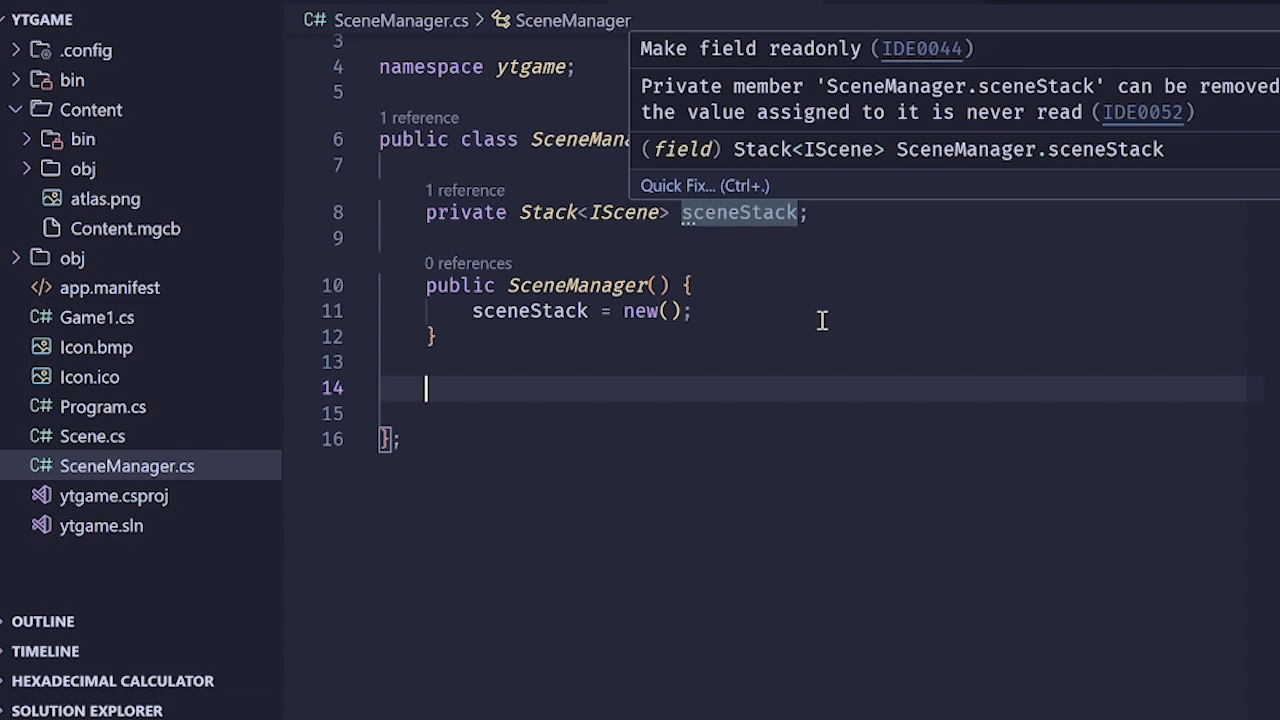 YTGAME
.config
bin
Content
bin
obj
atlas.png
Content.mgcb
obj
app.manifest
C# Game1.cs
Icon.bmp
Icon.ico
C# Program.cs
C# Scene.cs
C# SceneManager.cs
ytgame.csproj
ytgame.sln
OUTLINE
TIMELINE
HEXADECIMAL CALCULATOR
SOLUTION EXPLORER
C# SceneManager.cs > SceneManager
3
4 namespace ytgame;
5
1 reference
6 public class SceneMana
7
1 reference
8 private Stack<IScene> sceneStack;
9
0 references
10 public SceneManager() {
11 sceneStack = new();
12 }
13
14
15
16 };
Make field readonly (IDE0044)
Private member 'SceneManager.sceneStack' can be removed
the value assigned to it is never read (IDE0052)
(field) Stack<IScene> SceneManager.sceneStack
Quick Fix... (Ctrl+.)